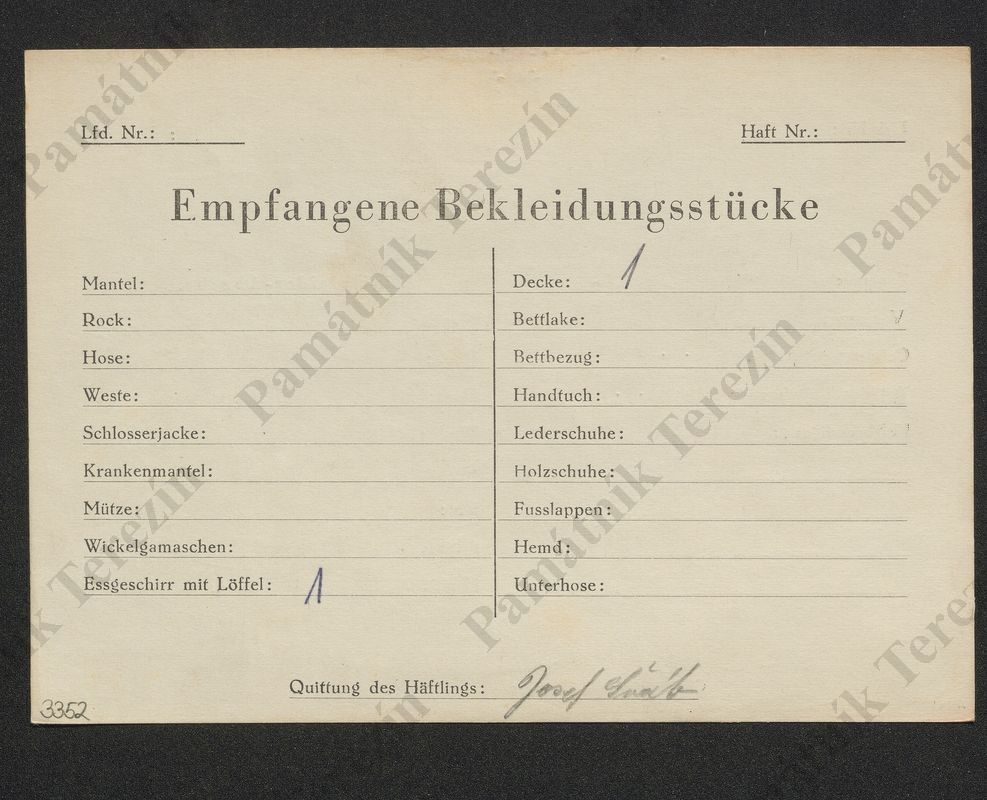 Lfd. Nr.:
Haft Nr.:
Empfangene Bekleidungsstücke
Mantel:
Rock:
Hose:
Weste:
Schlosserjacke:
Krankenmantel:
Mütze:
Wickelgamaschen:
Essgeschirr mit Löffel: 1
Decke: 1
Bettlake:
Bettbezug:
Handtuch:
Lederschuhe:
Holzschuhe:
Fusslappen:
Hemd:
Unterhose:
Quittung des Häftlings: Josef
3352
Památník Terezín